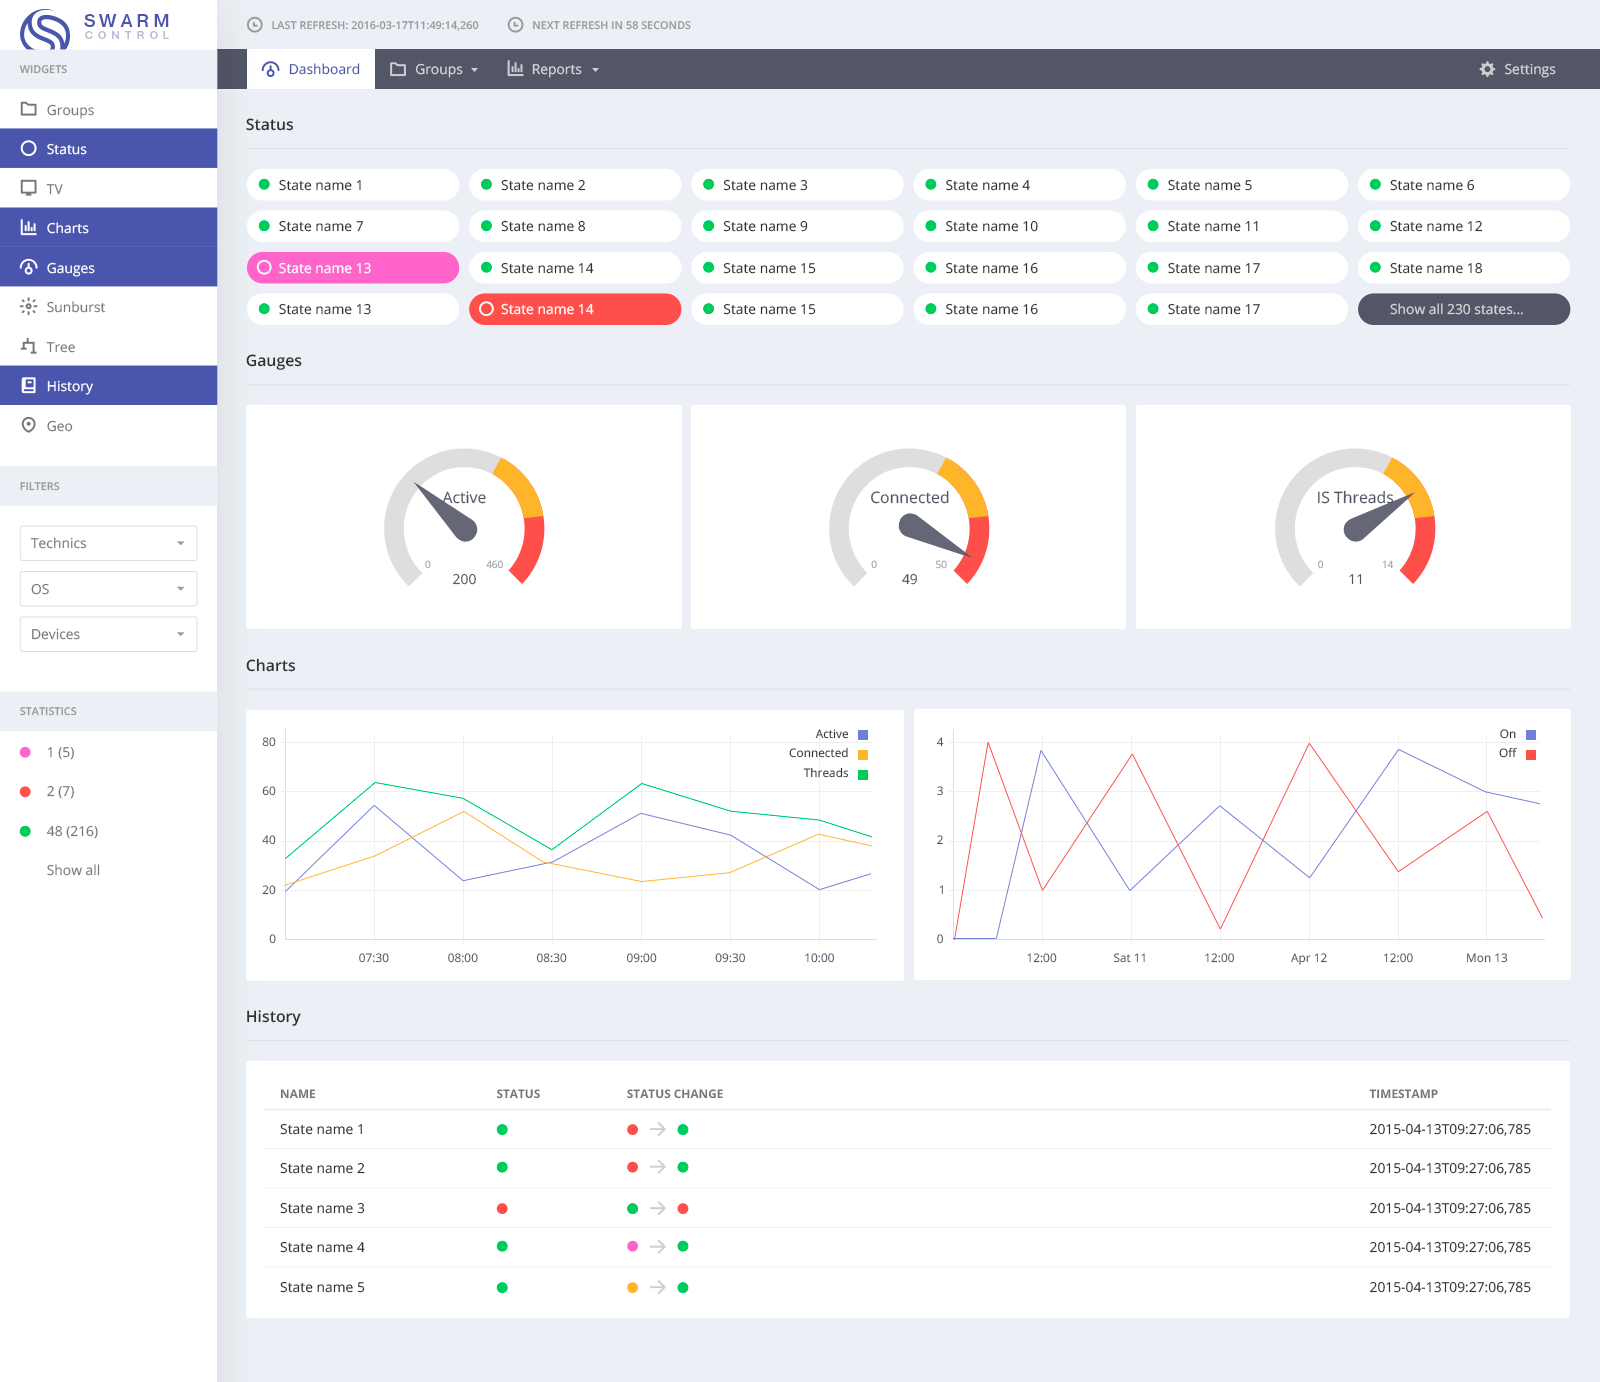 SWARM
CONTROL
LAST REFRESH: 2016-03-17T11:49:14,260
NEXT REFRESH IN 58 SECONDS
Dashboard
Groups
Reports
Settings
WIDGETS
Groups
Status
TV
Charts
Gauges
Sunburst
Tree
History
Geo
FILTERS
Technics
OS
Devices
STATISTICS
1 (5)
2 (7)
48 (216)
Show all
Status
State name 1
State name 2
State name 3
State name 4
State name 5
State name 6
State name 7
State name 8
State name 9
State name 10
State name 11
State name 12
State name 13
State name 14
State name 15
State name 16
State name 17
State name 18
State name 13
State name 14
State name 15
State name 16
State name 17
Show all 230 states...
Gauges
Active
0 460
200
Connected
0 50
49
IS Threads
0 14
11
Charts
Active
Connected
Threads
80
60
40
20
0
07:30 08:00 08:30 09:00 09:30 10:00
On
Off
4
3
2
1
0
12:00 Sat 11 12:00 Apr 12 12:00 Mon 13
History
NAME STATUS STATUS CHANGE TIMESTAMP
State name 1 2015-04-13T09:27:06,785
State name 2 2015-04-13T09:27:06,785
State name 3 2015-04-13T09:27:06,785
State name 4 2015-04-13T09:27:06,785
State name 5 2015-04-13T09:27:06,785